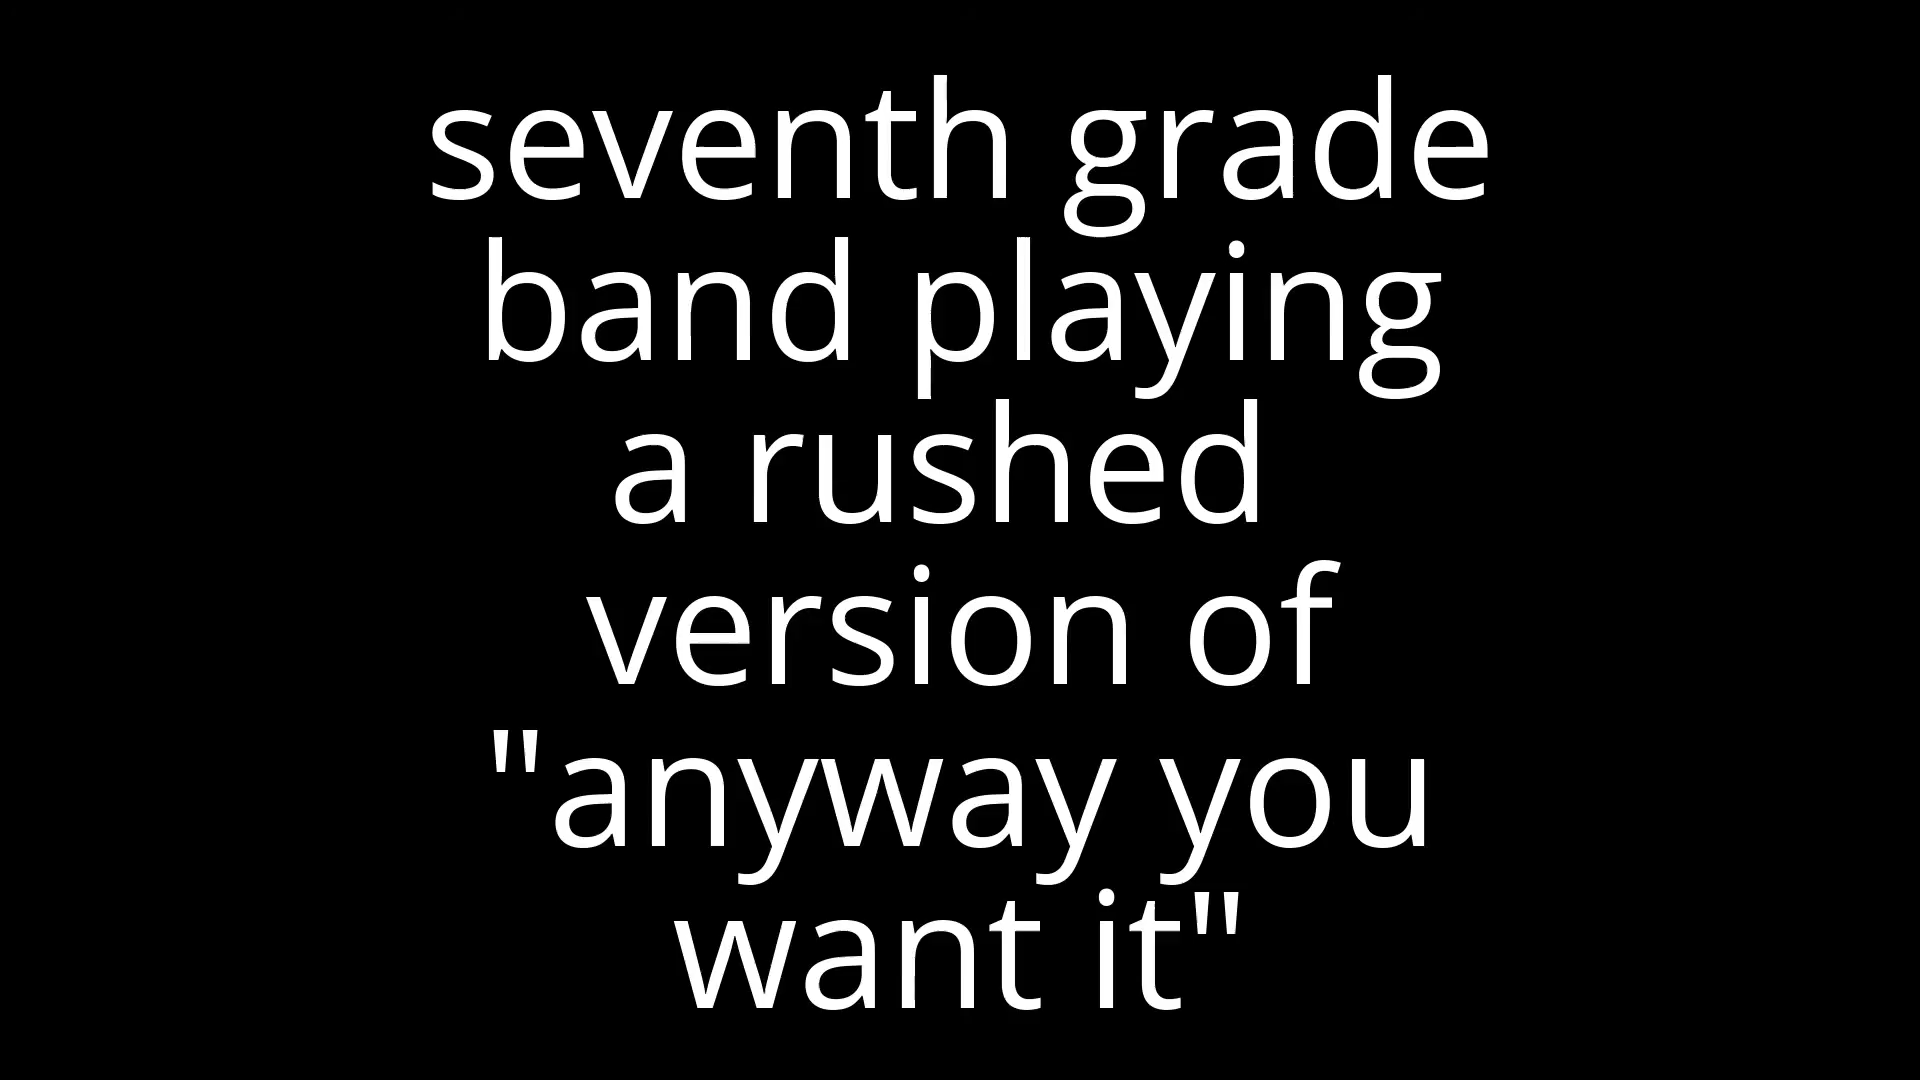 seventh grade
band playing
a rushed
version of
"anyway you
want it"